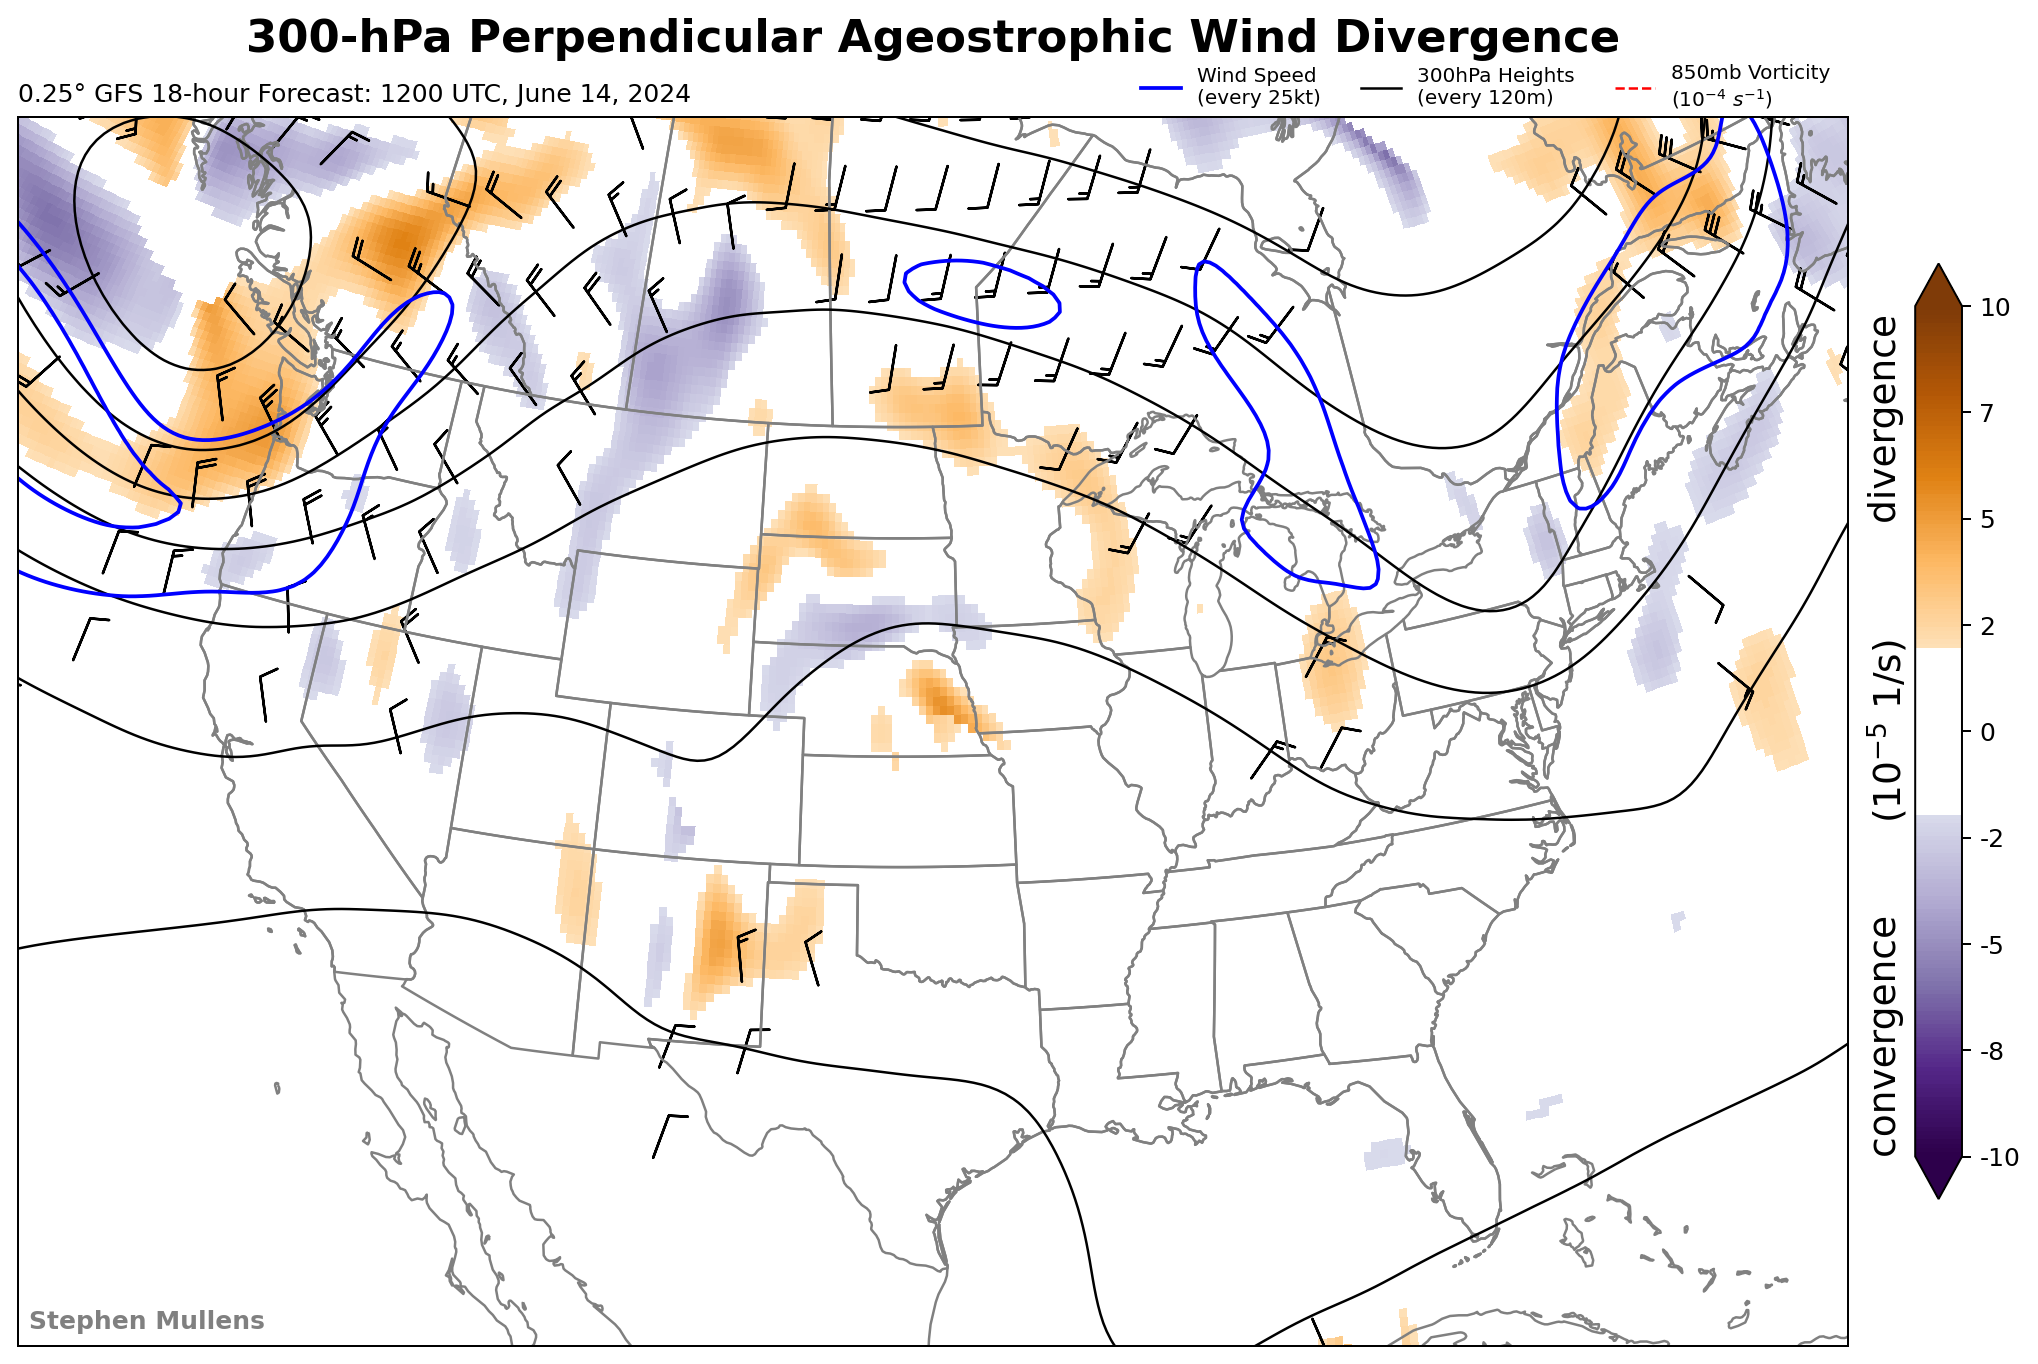 300-hPa Perpendicular Ageostrophic Wind Divergence
0.25° GFS 18-hour Forecast: 1200 UTC, June 14, 2024
Wind Speed
(every 25kt)
300hPa Heights
(every 120m)
850mb Vorticity
(10⁻⁴ s⁻¹)
10
7
5
2
0
-2
-5
-8
-10
convergence (10⁻⁵ 1/s) divergence
Stephen Mullens